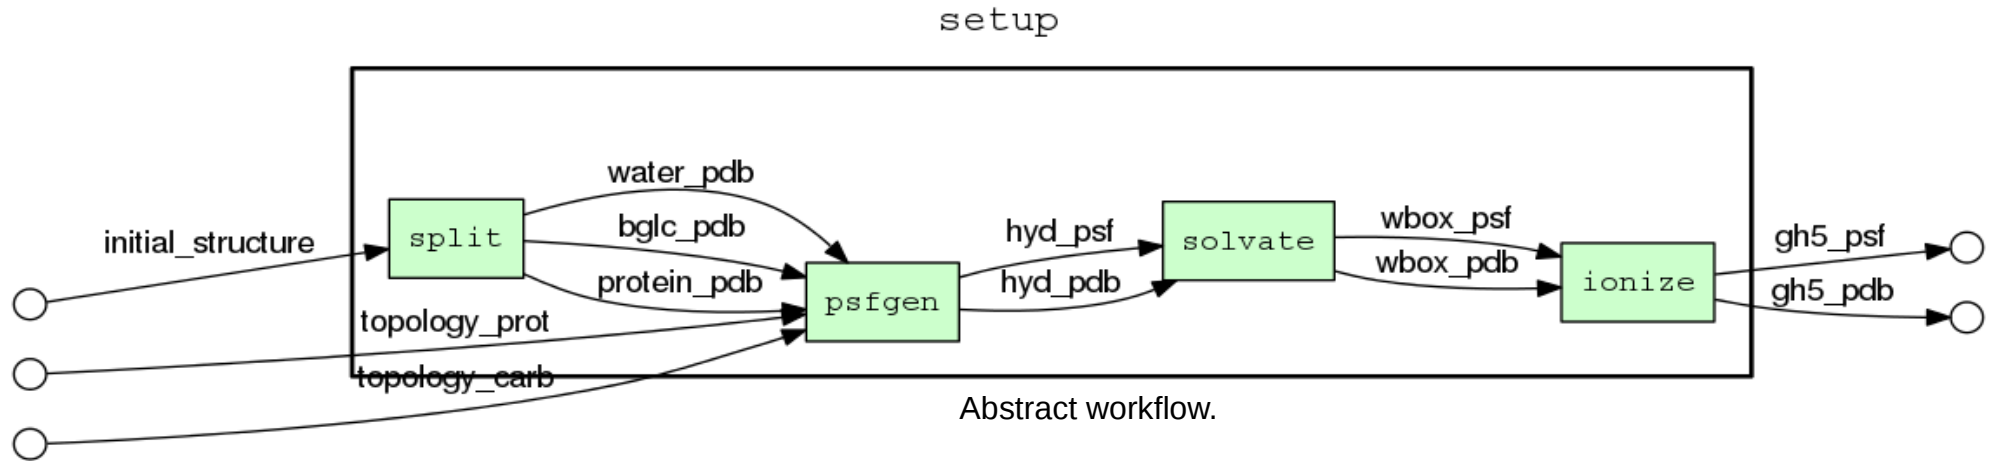 setup
water_pdb
bglc_pdb
initial_structure
split
hyd_psf
solvate
wbox_psf
gh5_psf
protein_pdb
psfgen
hyd_pdb
wbox_pdb
ionize
gh5_pdb
topology_prot
topology_carb
Abstract workflow.